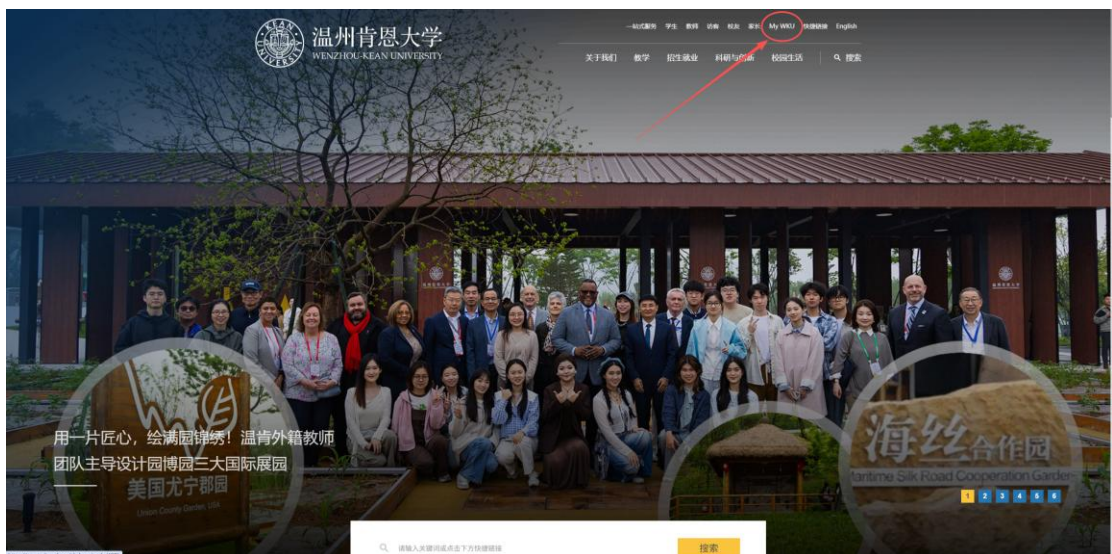 温州肯恩大学
WENZHOU-KEAN UNIVERSITY
一站式服务 学生 教师 访客 校友 家长 My WKU 快捷链接 English
关于我们 教学 招生就业 科研与创新 校园生活 搜索
用一片匠心，绘满园锦绣！温肯外籍教师
团队主导设计园博园三大国际展园
美国尤宁郡园
Union County Garden, USA
海丝合作园
Maritime Silk Road Cooperation Garden
1 2 3 4 5 6
请输入关键词或点击下方快捷链接
搜索